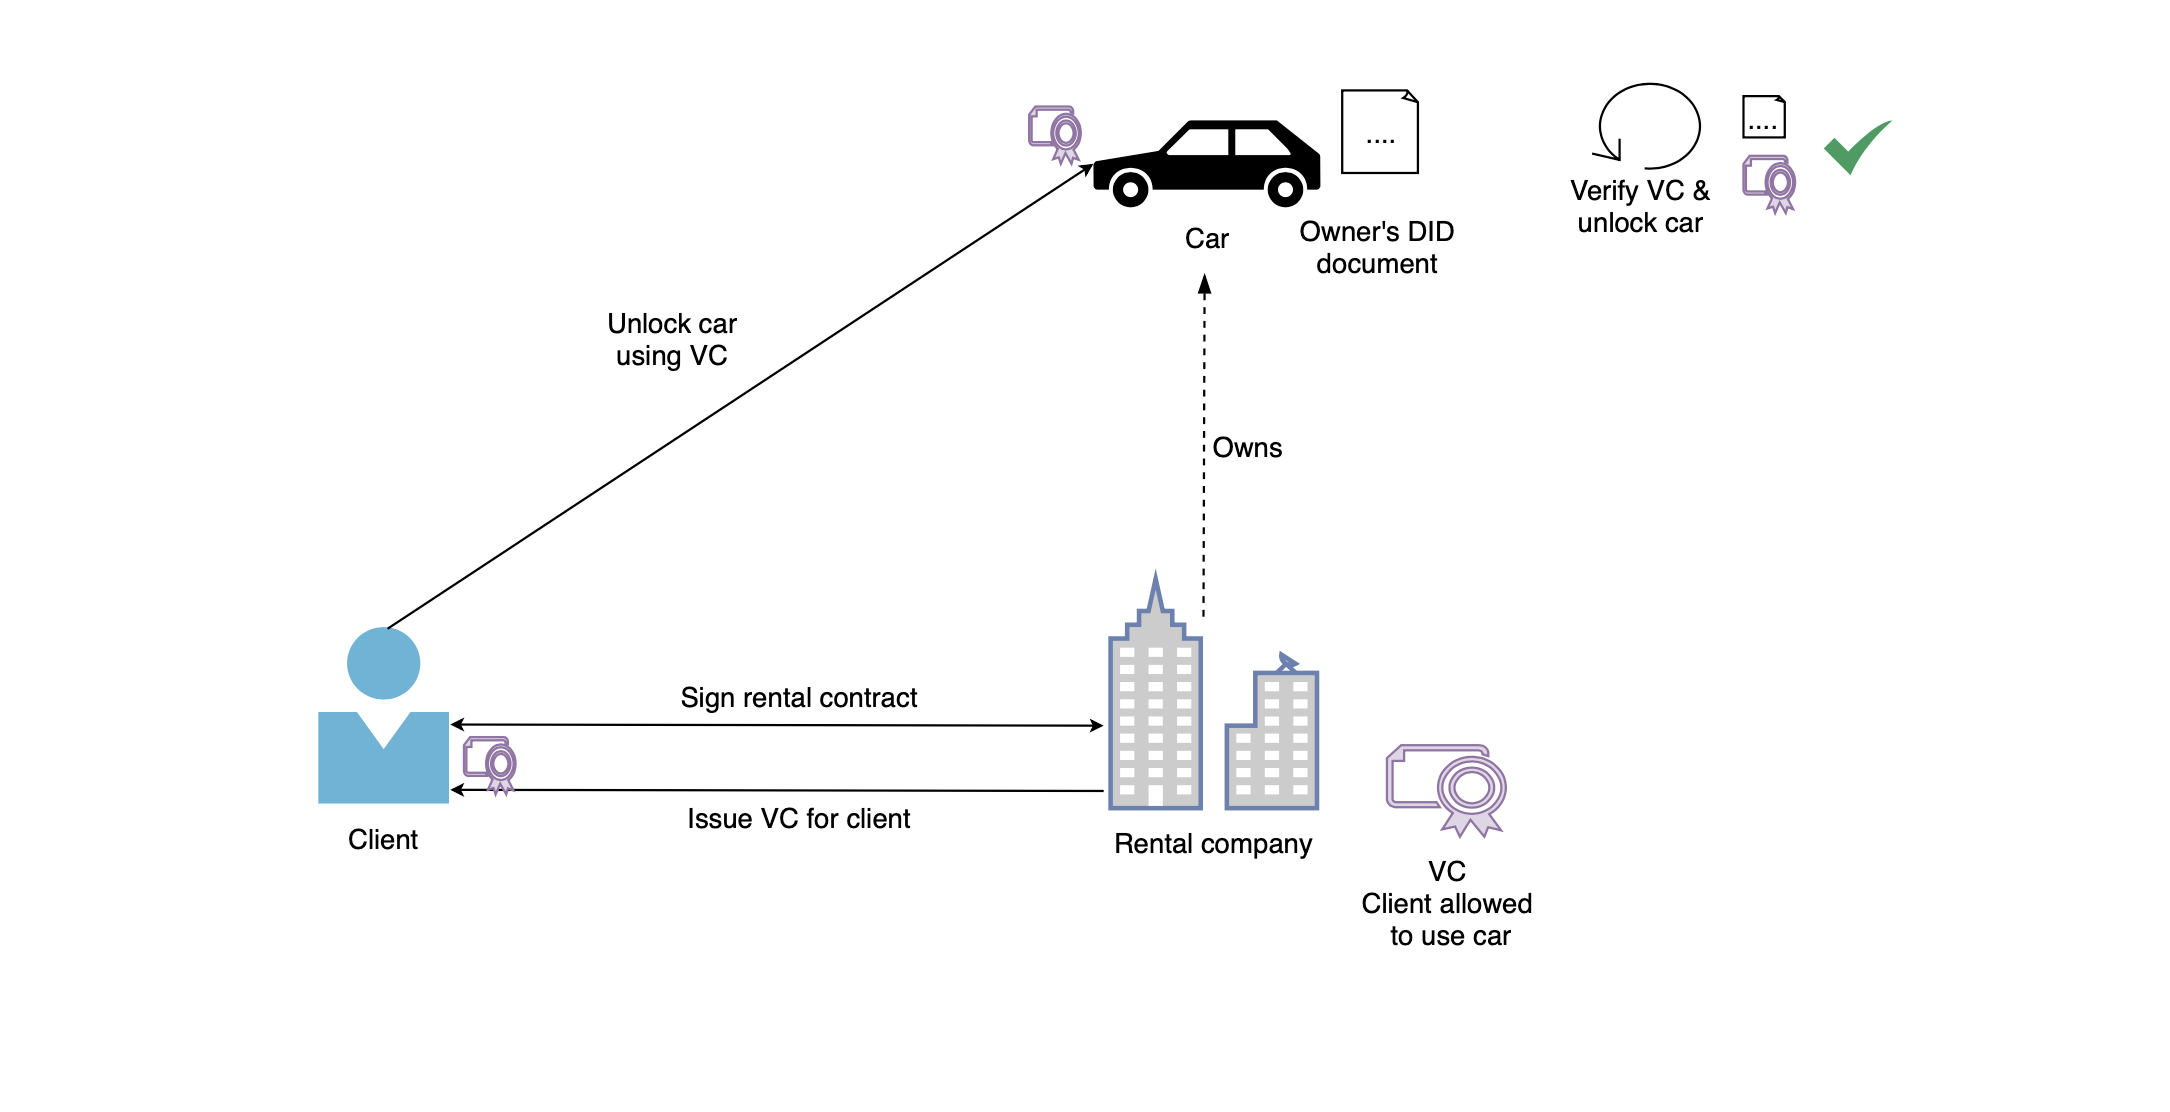 ....
....
Verify VC &
unlock car
Car
Owner's DID
document
Unlock car
using VC
Owns
Sign rental contract
Issue VC for client
Client
Rental company
VC
Client allowed
to use car